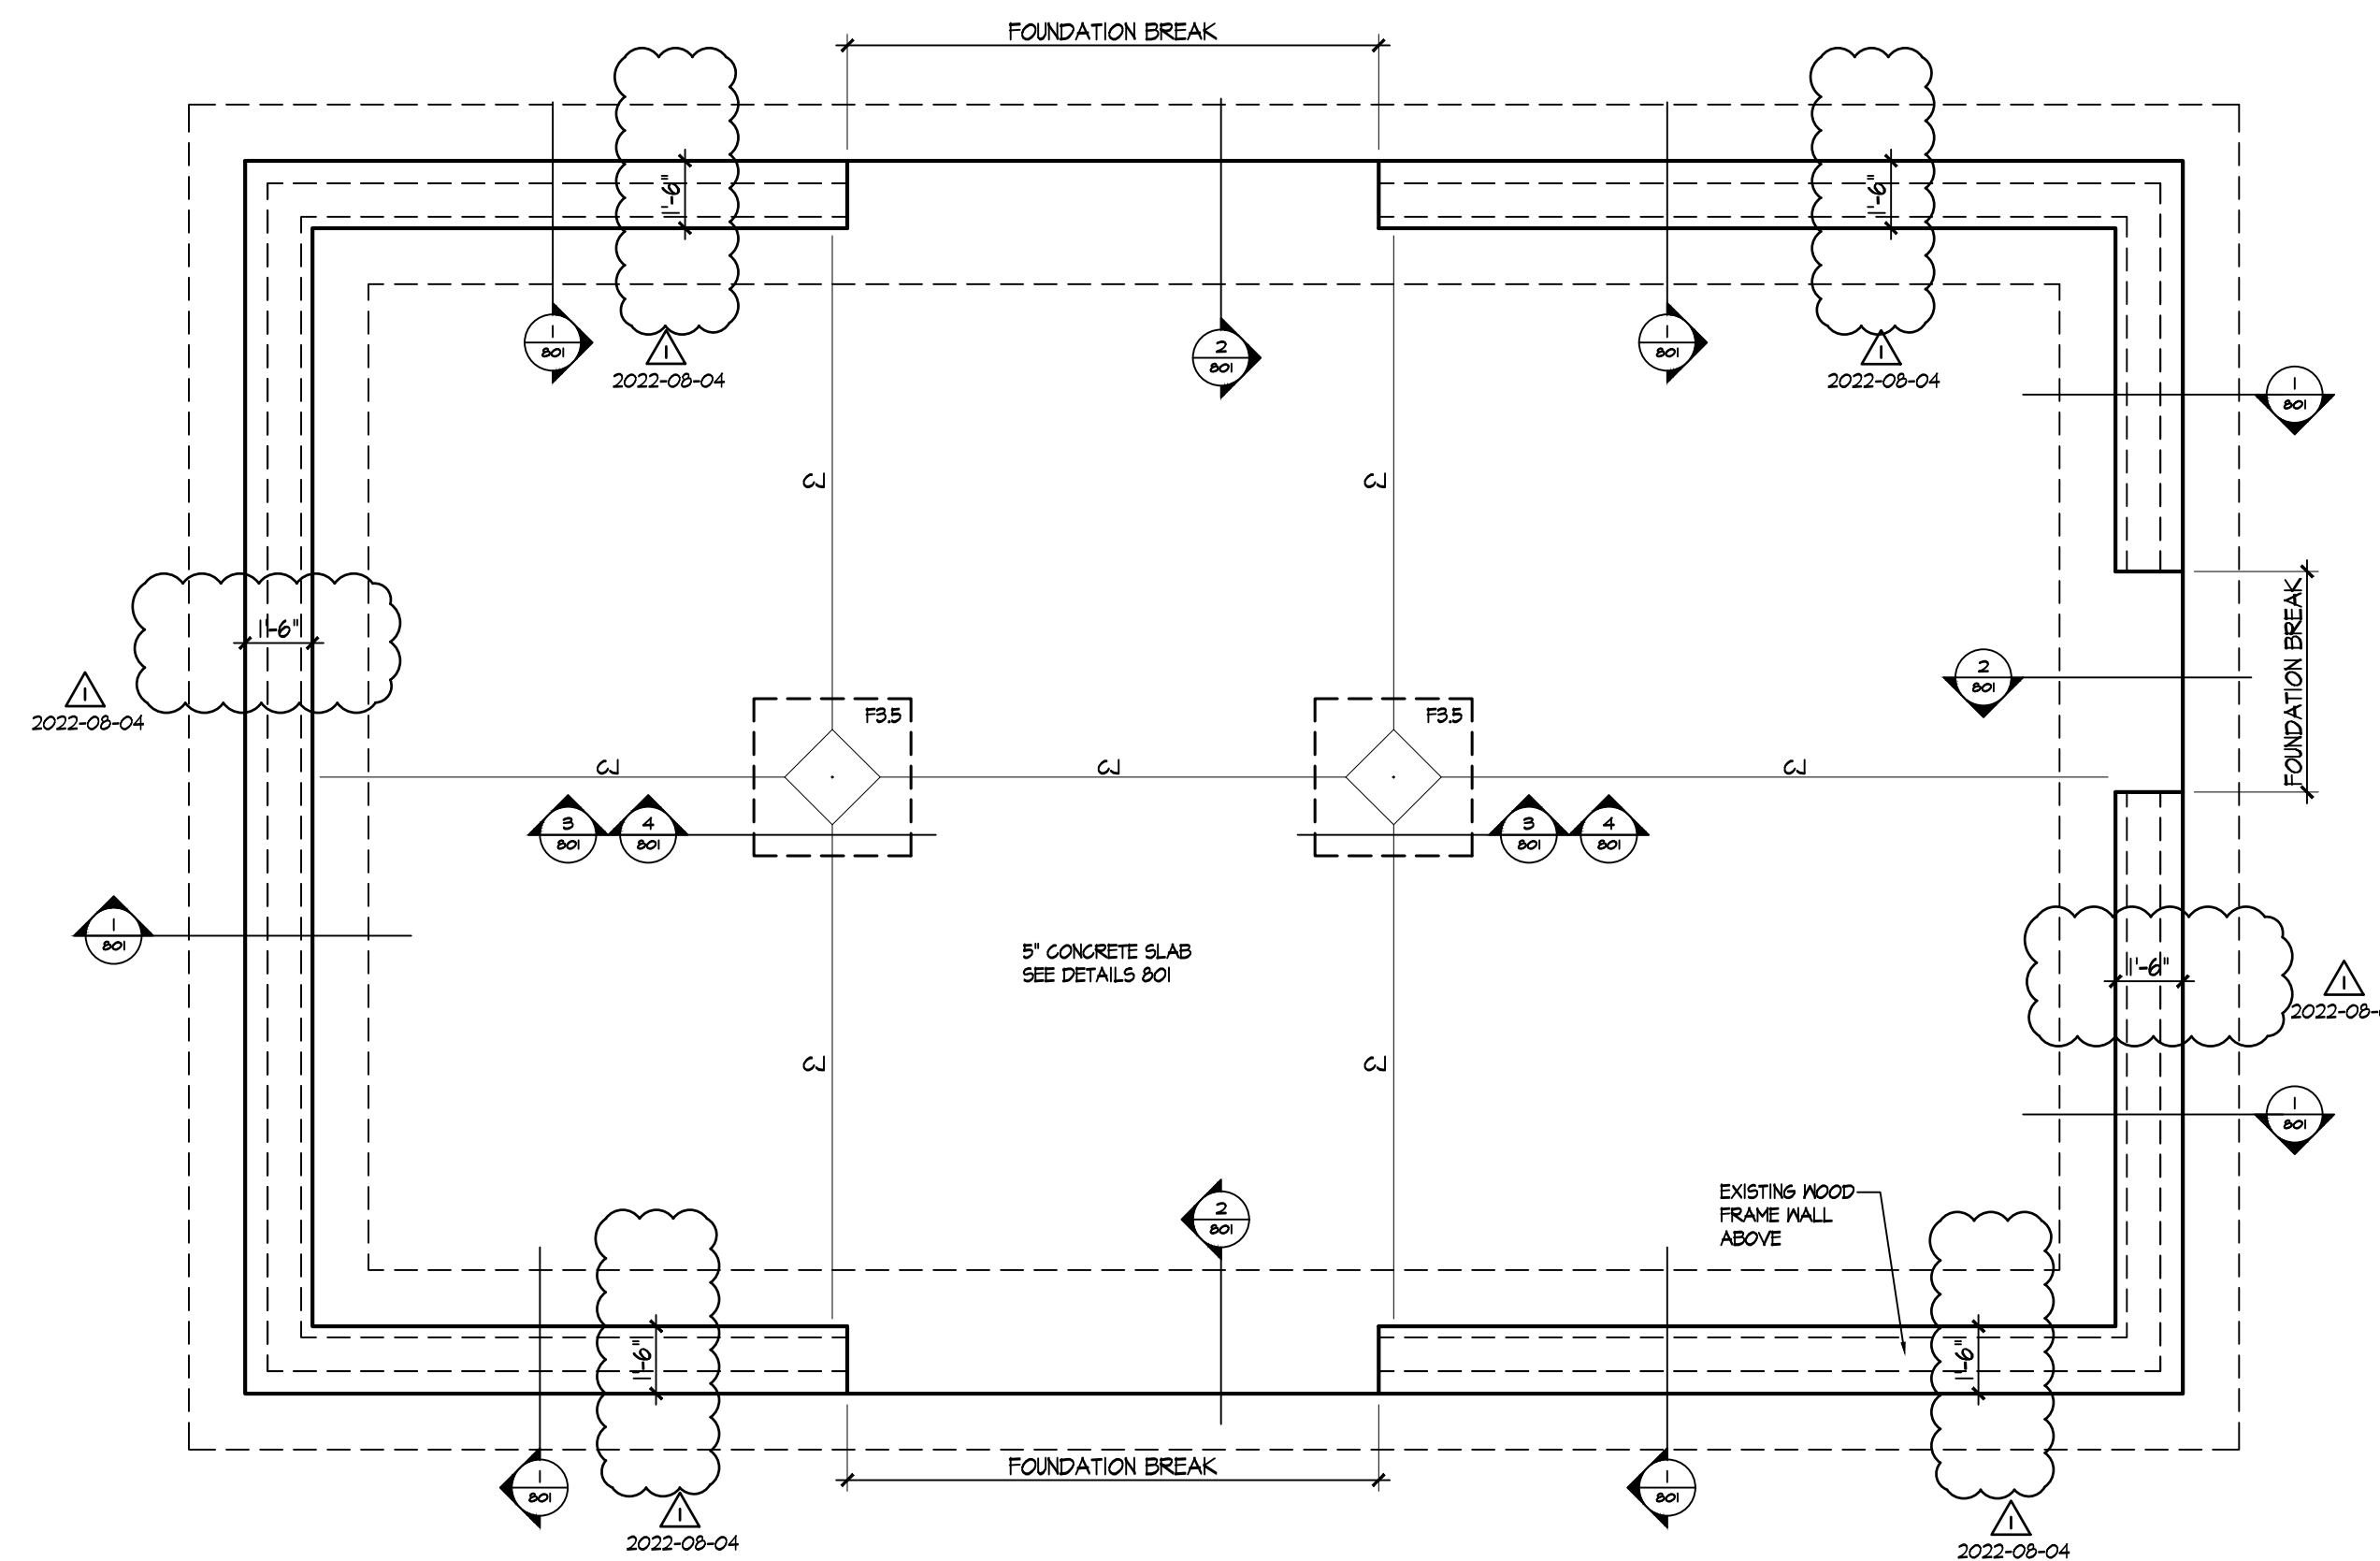 FOUNDATION BREAK
1'-6"
1'-6"
1
801
2
801
1
801
1
2022-08-04
1
2022-08-04
1
801
CJ
CJ
FOUNDATION BREAK
1'-6"
1
2022-08-04
2
801
F3.5
F3.5
CJ
CJ
CJ
3
801
4
801
3
801
4
801
1
801
5" CONCRETE SLAB
SEE DETAILS 801
1'-6"
1
2022-08-
CJ
CJ
1
801
2
801
EXISTING WOOD
FRAME WALL
ABOVE
1'-6"
1'-6"
FOUNDATION BREAK
1
801
1
801
1
2022-08-04
1
2022-08-04